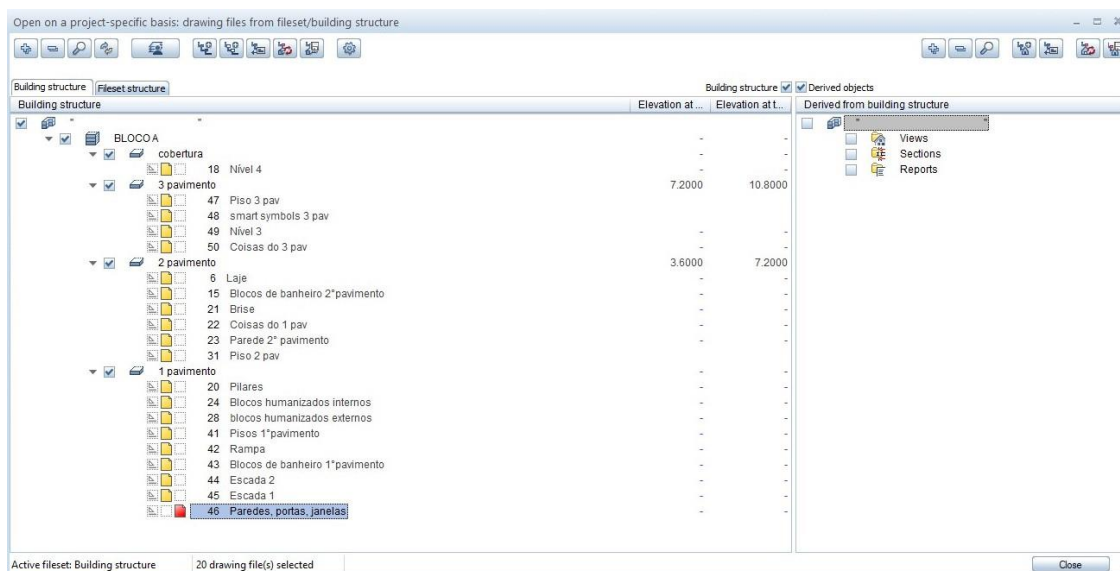 Open on a project-specific basis: drawing files from fileset/building structure
Building structure Fileset structure Building structure Derived objects
Building structure Elevation at ... Elevation at t... Derived from building structure
" " " "
BLOCO A - - Views
cobertura - - Sections
18 Nível 4 - - Reports
3 pavimento 7.2000 10.8000
47 Piso 3 pav
48 smart symbols 3 pav
49 Nível 3 - -
50 Coisas do 3 pav - -
2 pavimento 3.6000 7.2000
6 Laje - -
15 Blocos de banheiro 2°pavimento - -
21 Brise - -
22 Coisas do 1 pav - -
23 Parede 2° pavimento - -
31 Piso 2 pav - -
1 pavimento - -
20 Pilares - -
24 Blocos humanizados internos - -
28 blocos humanizados externos - -
41 Pisos 1°pavimento - -
42 Rampa - -
43 Blocos de banheiro 1°pavimento - -
44 Escada 2 - -
45 Escada 1 - -
46 Paredes, portas, janelas - -
Active fileset: Building structure 20 drawing file(s) selected Close